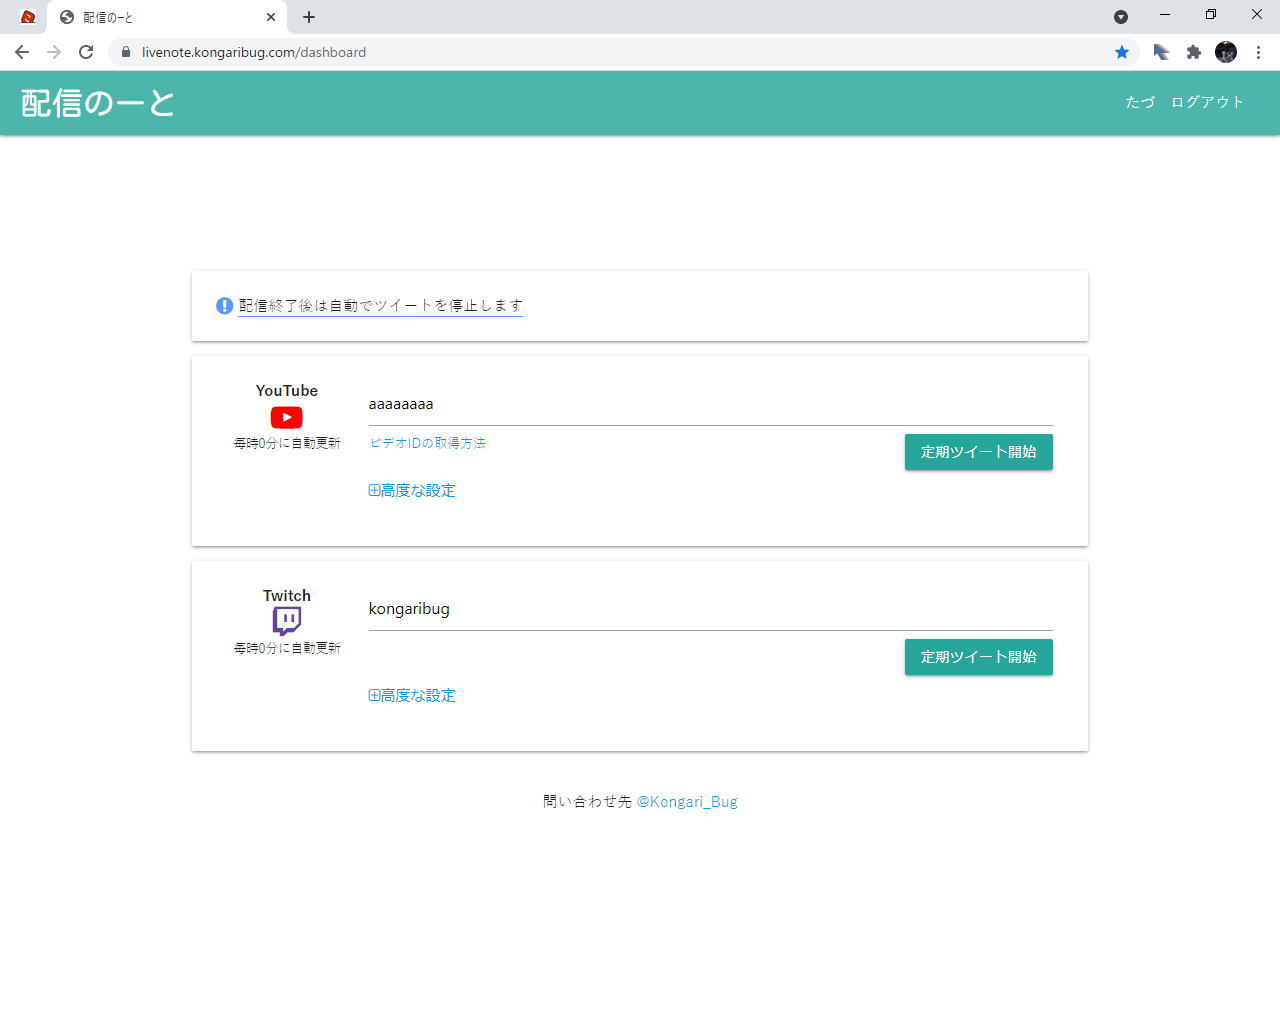 配信のーと
livenote.kongaribug.com/dashboard
配信のーと
たづ ログアウト
配信終了後は自動でツイートを停止します
YouTube
aaaaaaaa
毎時0分に自動更新
ビデオIDの取得方法
定期ツイート開始
高度な設定
Twitch
kongaribug
毎時0分に自動更新
定期ツイート開始
高度な設定
問い合わせ先 @Kongari_Bug